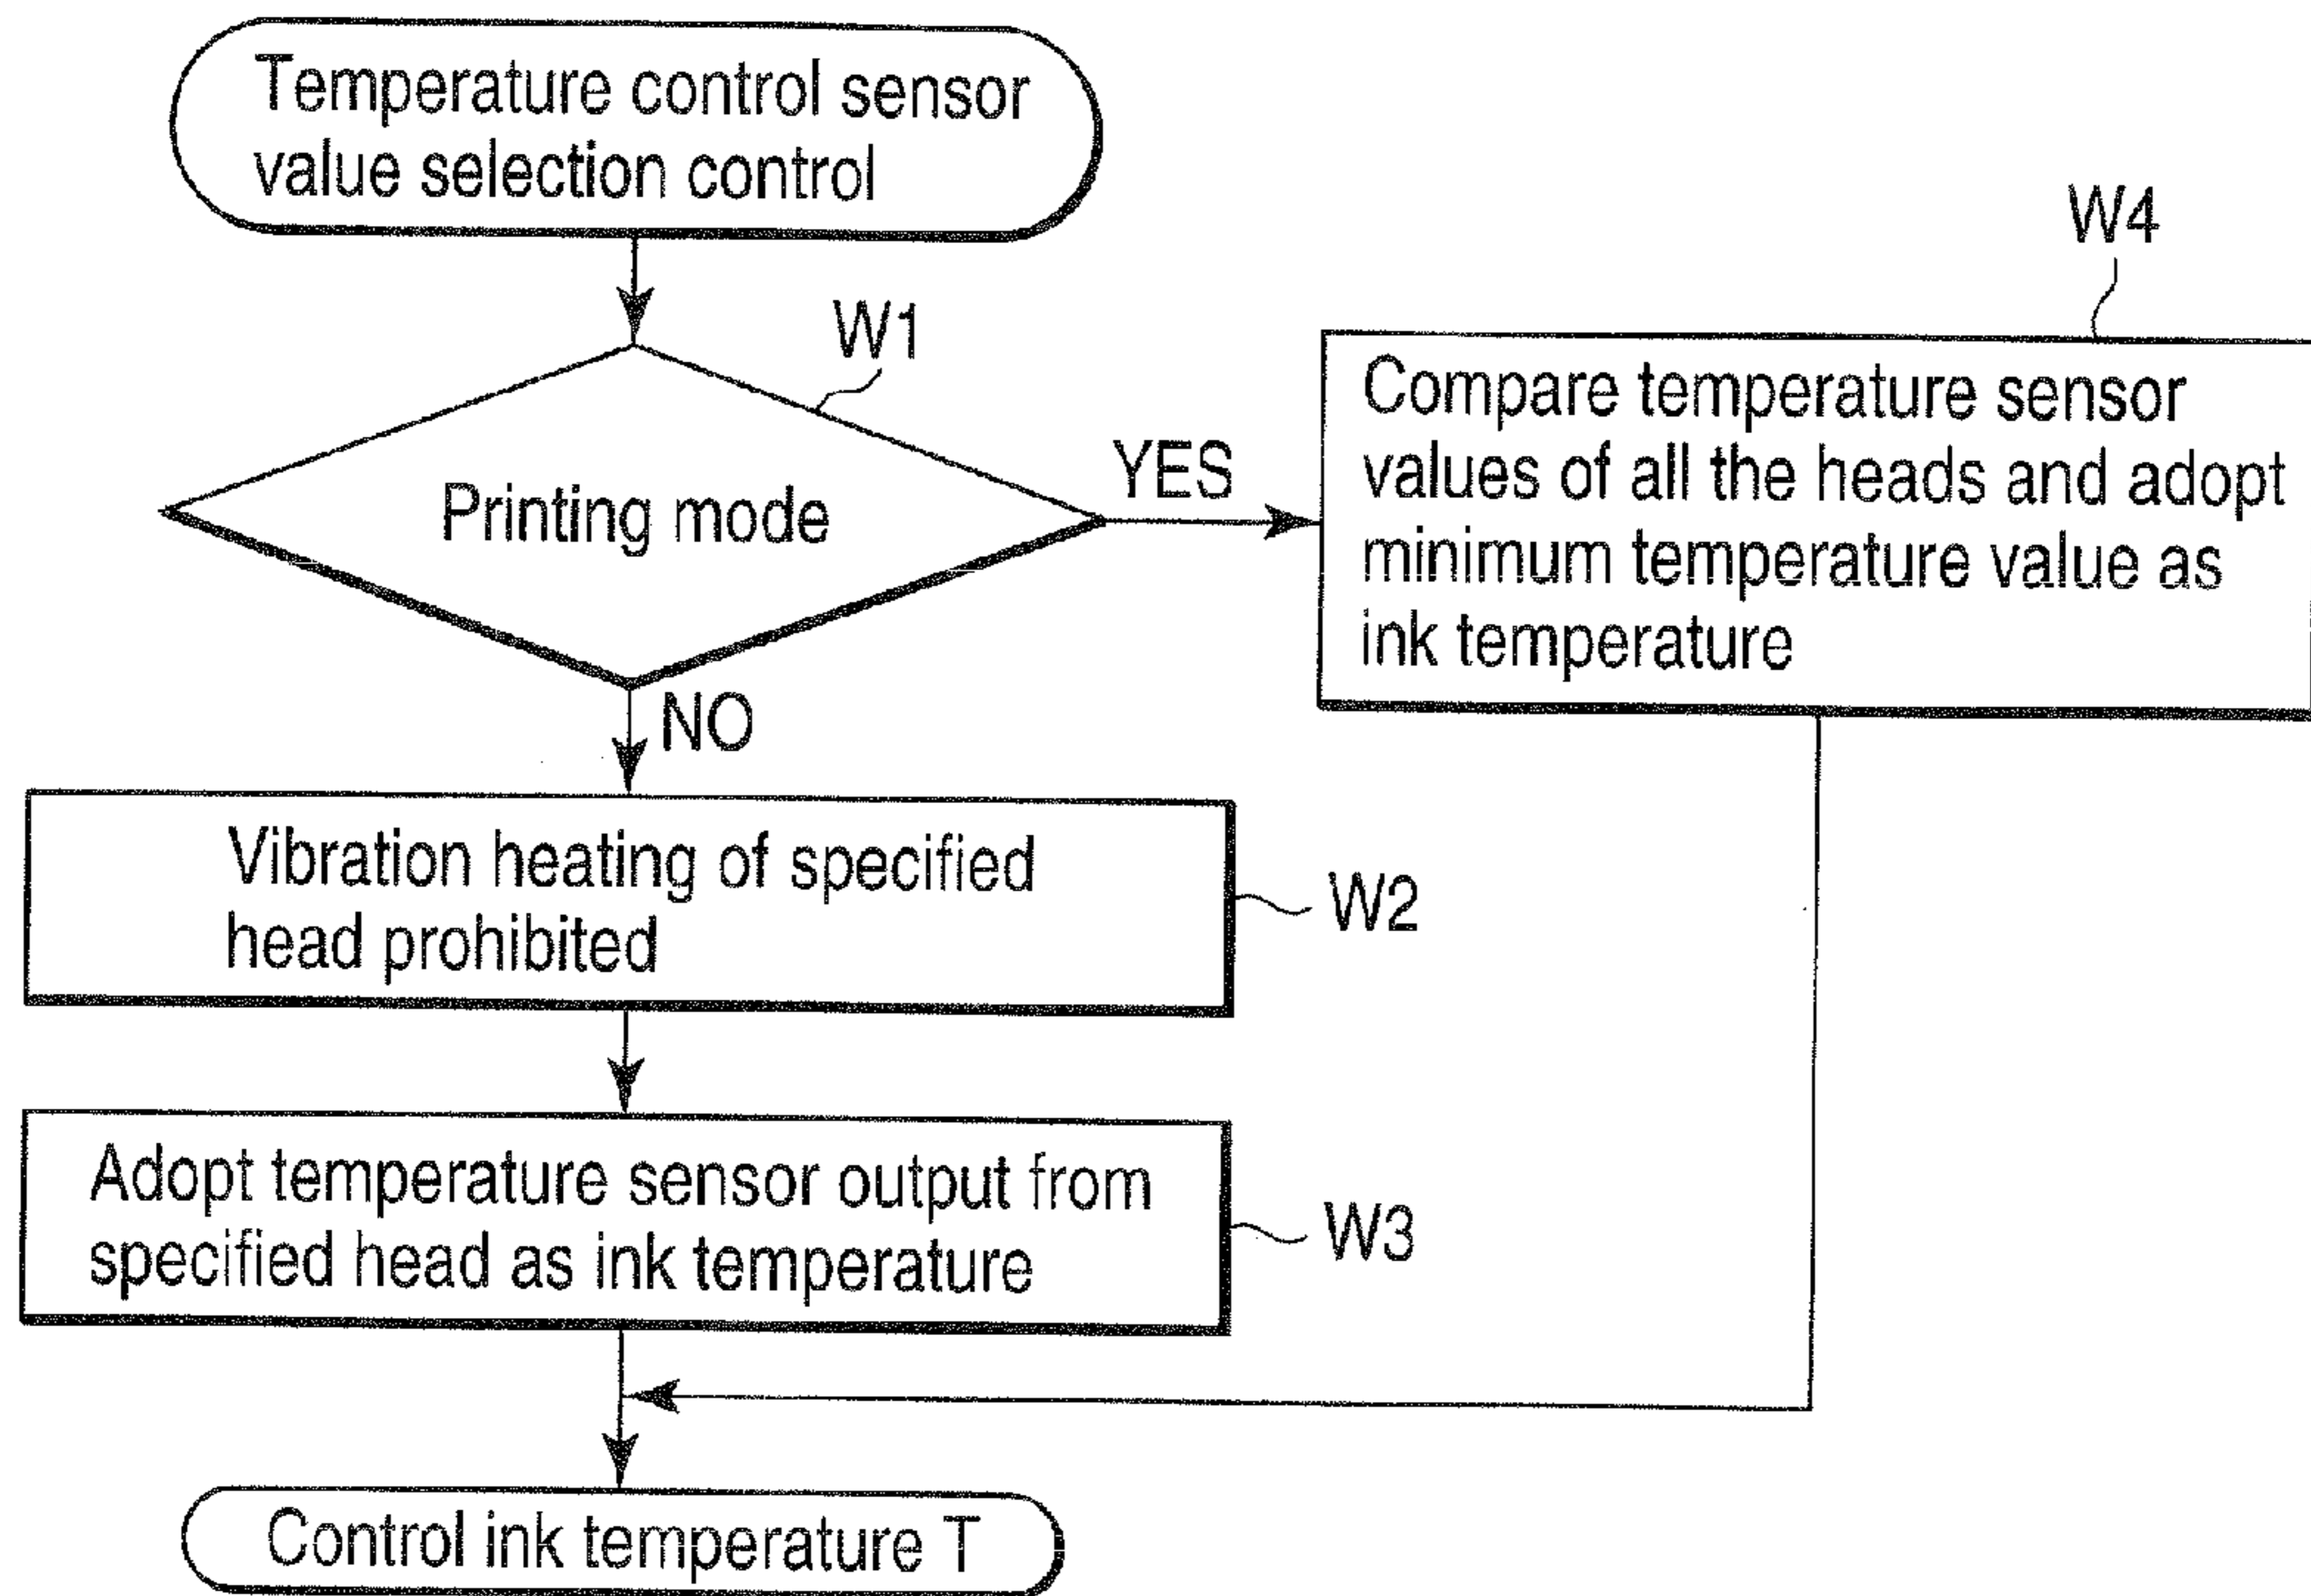 Temperature control sensor
value selection control
W1
Printing mode
YES
W4
Compare temperature sensor
values of all the heads and adopt
minimum temperature value as
ink temperature
NO
Vibration heating of specified
head prohibited
W2
Adopt temperature sensor output from
specified head as ink temperature
W3
Control ink temperature T